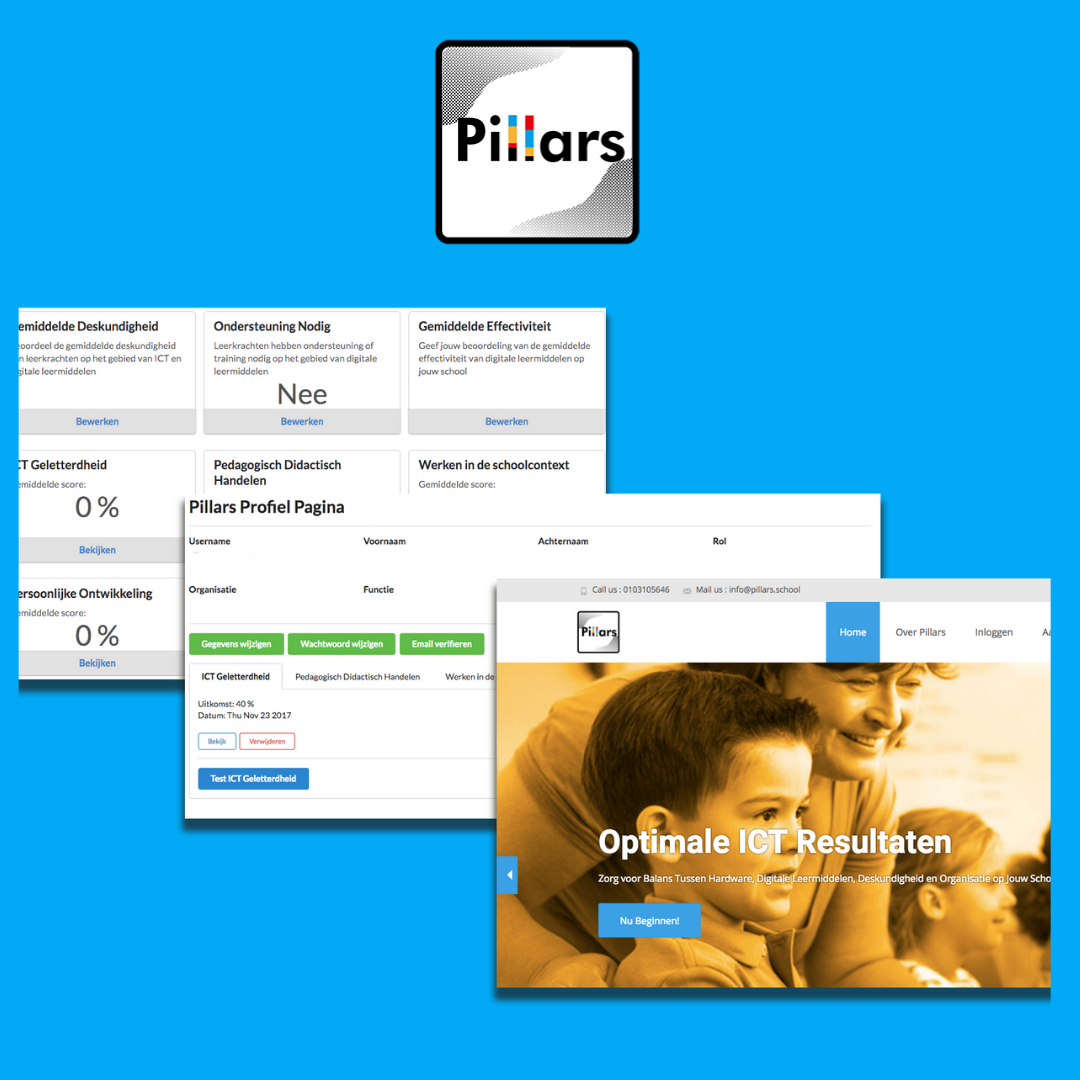 Pillars
emiddelde Deskundigheid
eoordeel de gemiddelde deskundigheid
n leerkrachten op het gebied van ICT en
gitale leermiddelen
Bewerken
Ondersteuning Nodig
Leerkrachten hebben ondersteuning of
training nodig op het gebied van digitale
leermiddelen
Nee
Bewerken
Gemiddelde Effectiviteit
Geef jouw beoordeling van de gemiddelde
effectiviteit van digitale leermiddelen op
jouw school
Bewerken
CT Geletterdheid
emiddelde score:
0 %
Bekijken
Pedagogisch Didactisch
Handelen
Werken in de schoolcontext
Gemiddelde score:
ersoonlijke Ontwikkeling
emiddelde score:
0 %
Bekijken
Pillars Profiel Pagina
Username Voornaam Achternaam Rol
Organisatie Functie
Gegevens wijzigen Wachtwoord wijzigen Email verifieren
ICT Geletterdheid Pedagogisch Didactisch Handelen Werken in de
Uitkomst: 40 %
Datum: Thu Nov 23 2017
Bekijk Verwijderen
Test ICT Geletterdheid
Call us : 0103105646 Mail us : info@pillars.school
Pillars
Home Over Pillars Inloggen Aa
Optimale ICT Resultaten
Zorg voor Balans Tussen Hardware, Digitale Leermiddelen, Deskundigheid en Organisatie op Jouw Scho
Nu Beginnen!